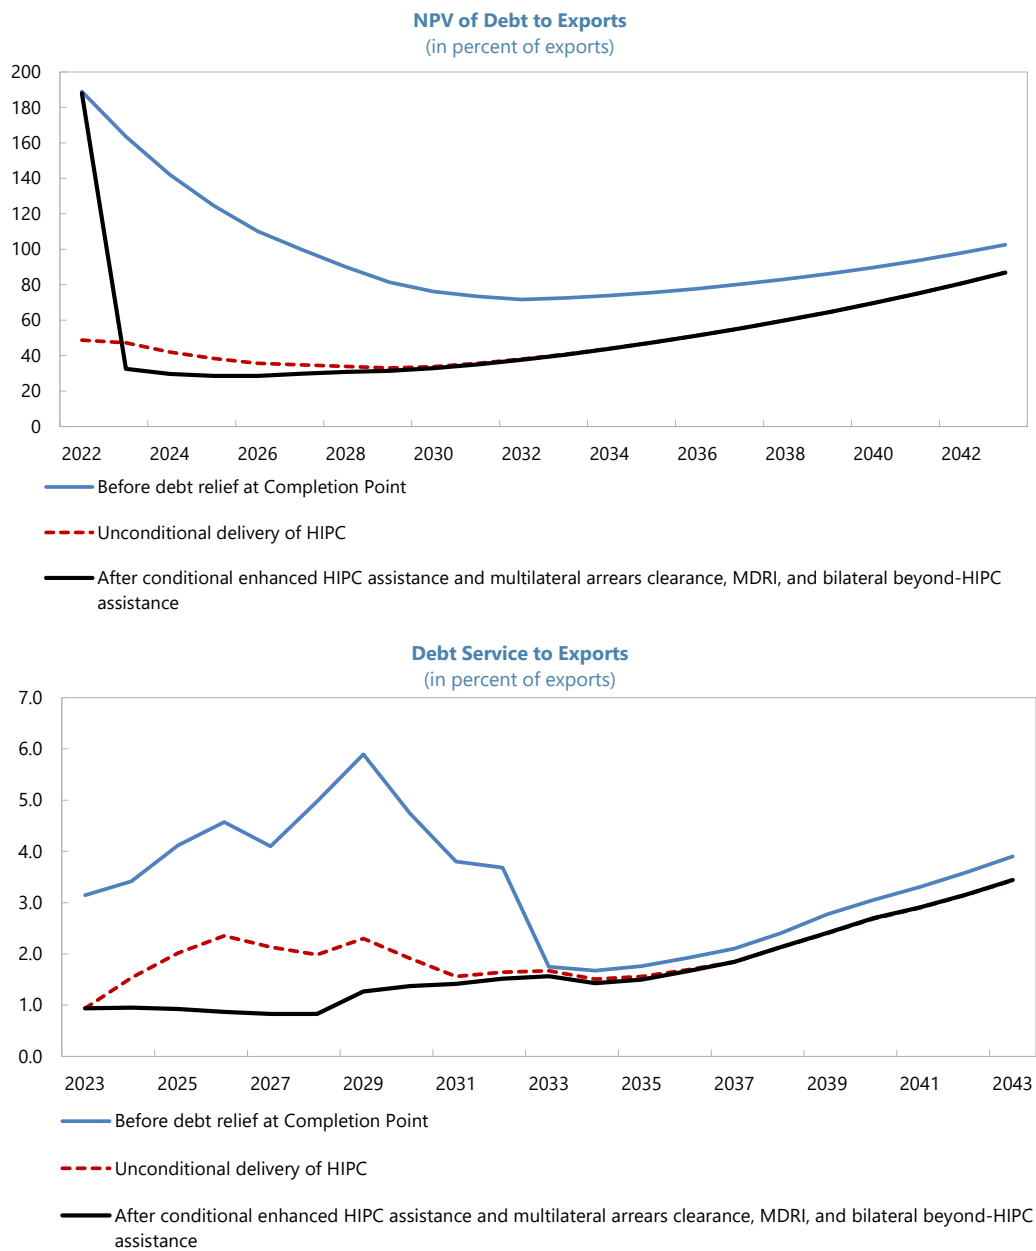 NPV of Debt to Exports
(in percent of exports)
200
180
160
140
120
100
80
60
40
20
0
2022 2024 2026 2028 2030 2032 2034 2036 2038 2040 2042
Before debt relief at Completion Point
Unconditional delivery of HIPC
After conditional enhanced HIPC assistance and multilateral arrears clearance, MDRI, and bilateral beyond-HIPC
assistance
Debt Service to Exports
(in percent of exports)
7.0
6.0
5.0
4.0
3.0
2.0
1.0
0.0
2023 2025 2027 2029 2031 2033 2035 2037 2039 2041 2043
Before debt relief at Completion Point
Unconditional delivery of HIPC
After conditional enhanced HIPC assistance and multilateral arrears clearance, MDRI, and bilateral beyond-HIPC
assistance